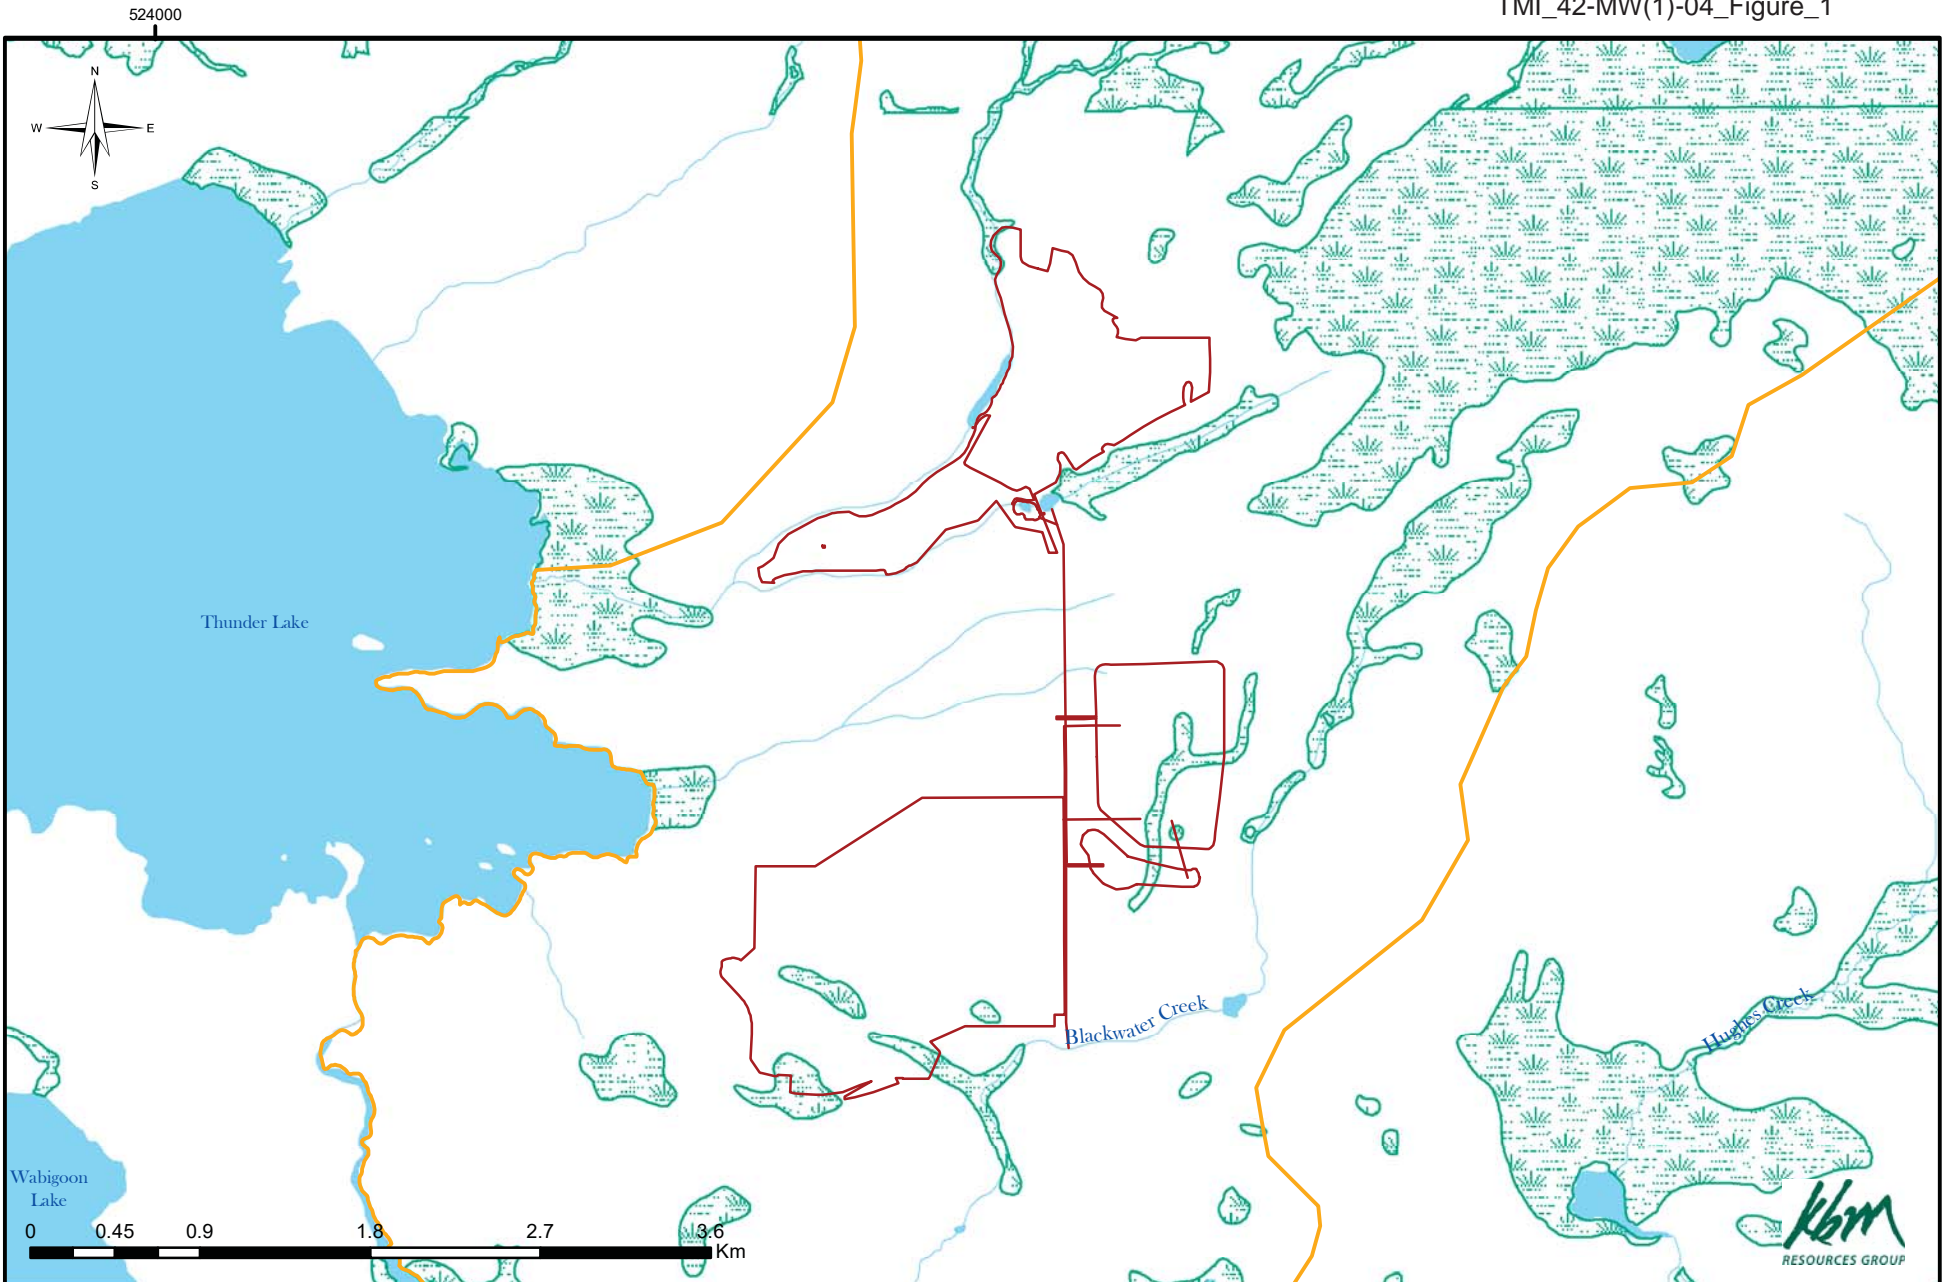 524000
TMI_42-MW(1)-04_Figure_1
N
W E
S
Thunder Lake
Blackwater Creek
Hughes Creek
Wabigoon
Lake
0 0.45 0.9 1.8 2.7 3.6
Km
kbm
RESOURCES GROUP